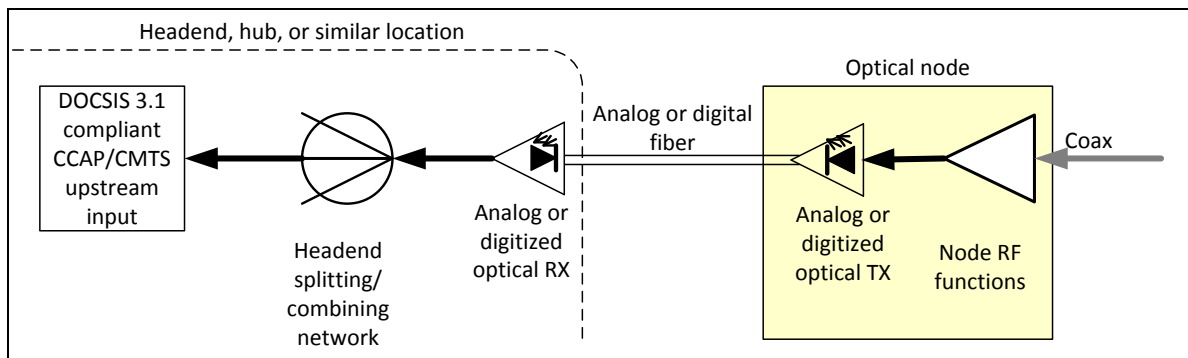 Headend, hub, or similar location
DOCSIS 3.1
compliant
CCAP/CMTS
upstream
input
Headend
splitting/
combining
network
Analog or
digitized
optical RX
Analog or digital
fiber
Optical node
Analog or
digitized
optical TX
Node RF
functions
Coax